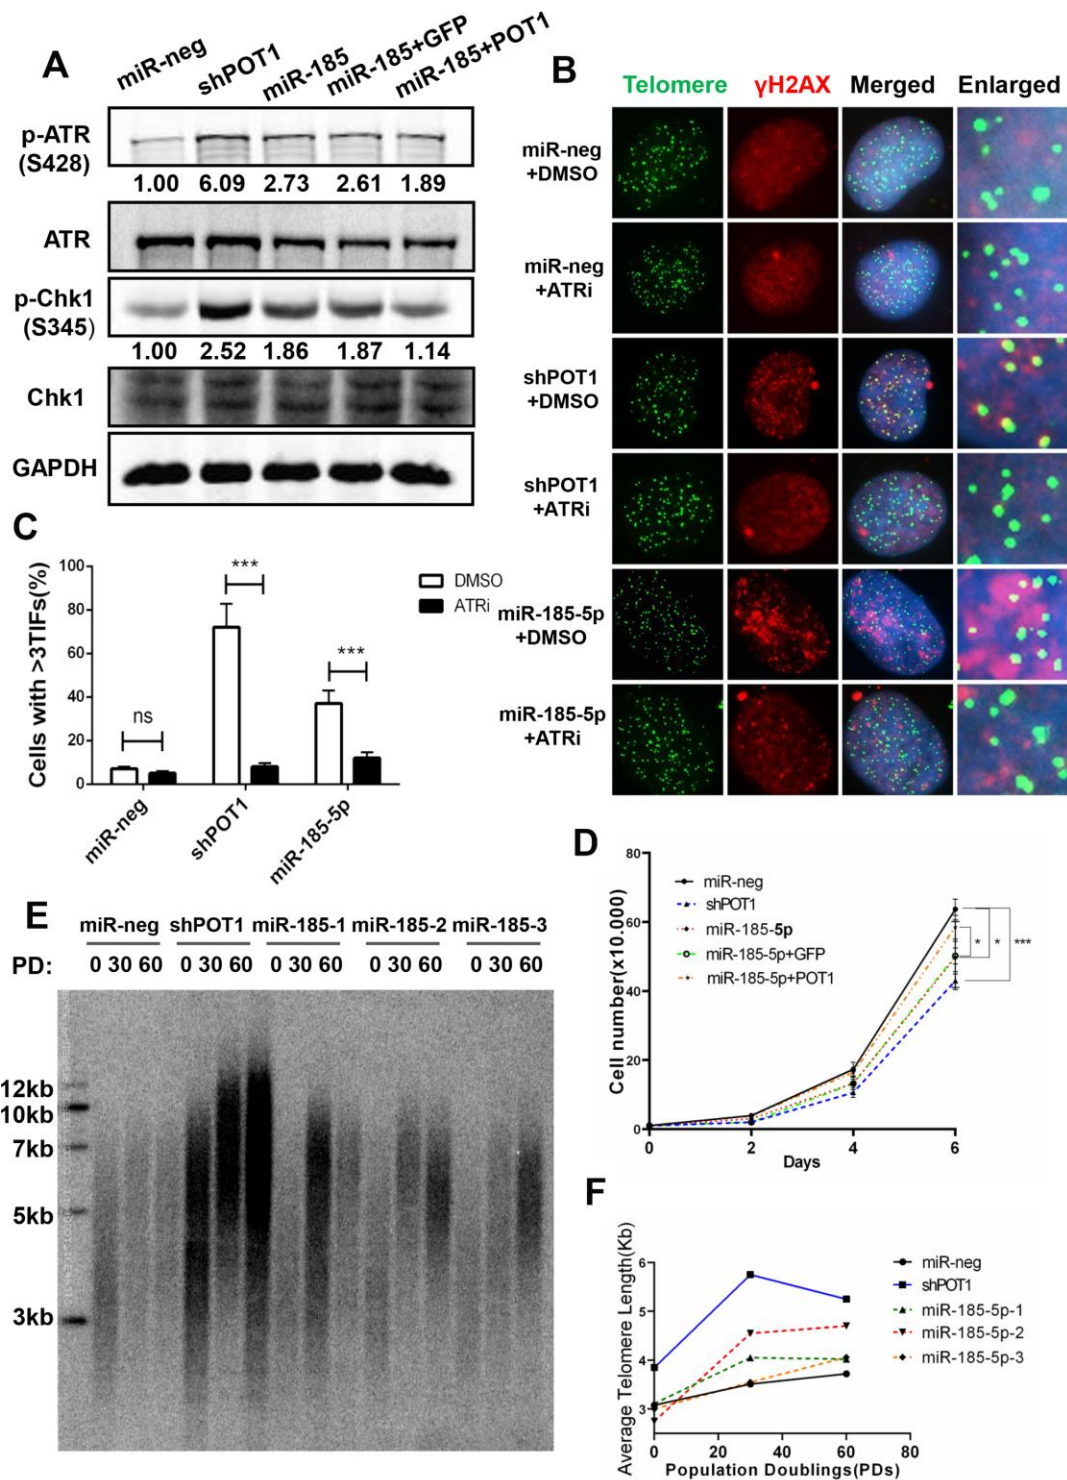 A
miR-neg
shPOT1
miR-185
miR-185+GFP
miR-185+POT1
p-ATR
(S428)
1.00 6.09 2.73 2.61 1.89
ATR
p-Chk1
(S345)
1.00 2.52 1.86 1.87 1.14
Chk1
GAPDH
B
Telomere γH2AX Merged Enlarged
miR-neg
+DMSO
miR-neg
+ATRi
shPOT1
+DMSO
shPOT1
+ATRi
miR-185-5p
+DMSO
miR-185-5p
+ATRi
C
Cells with >3TIFs(%)
100
80
60
40
20
0
ns
***
***
DMSO
ATRi
miR-neg
shPOT1
miR-185-5p
D
Cell number(x10.000)
80
60
40
20
0
miR-neg
shPOT1
miR-185-5p
miR-185-5p+GFP
miR-185-5p+POT1
* * ***
0 2 4 6
Days
E
miR-neg shPOT1 miR-185-1 miR-185-2 miR-185-3
PD: 0 30 60 0 30 60 0 30 60 0 30 60 0 30 60
12kb
10kb
7kb
5kb
3kb
F
Average Telomere Length(Kb)
6
5
4
3
miR-neg
shPOT1
miR-185-5p-1
miR-185-5p-2
miR-185-5p-3
0 20 40 60 80
Population Doublings(PDs)